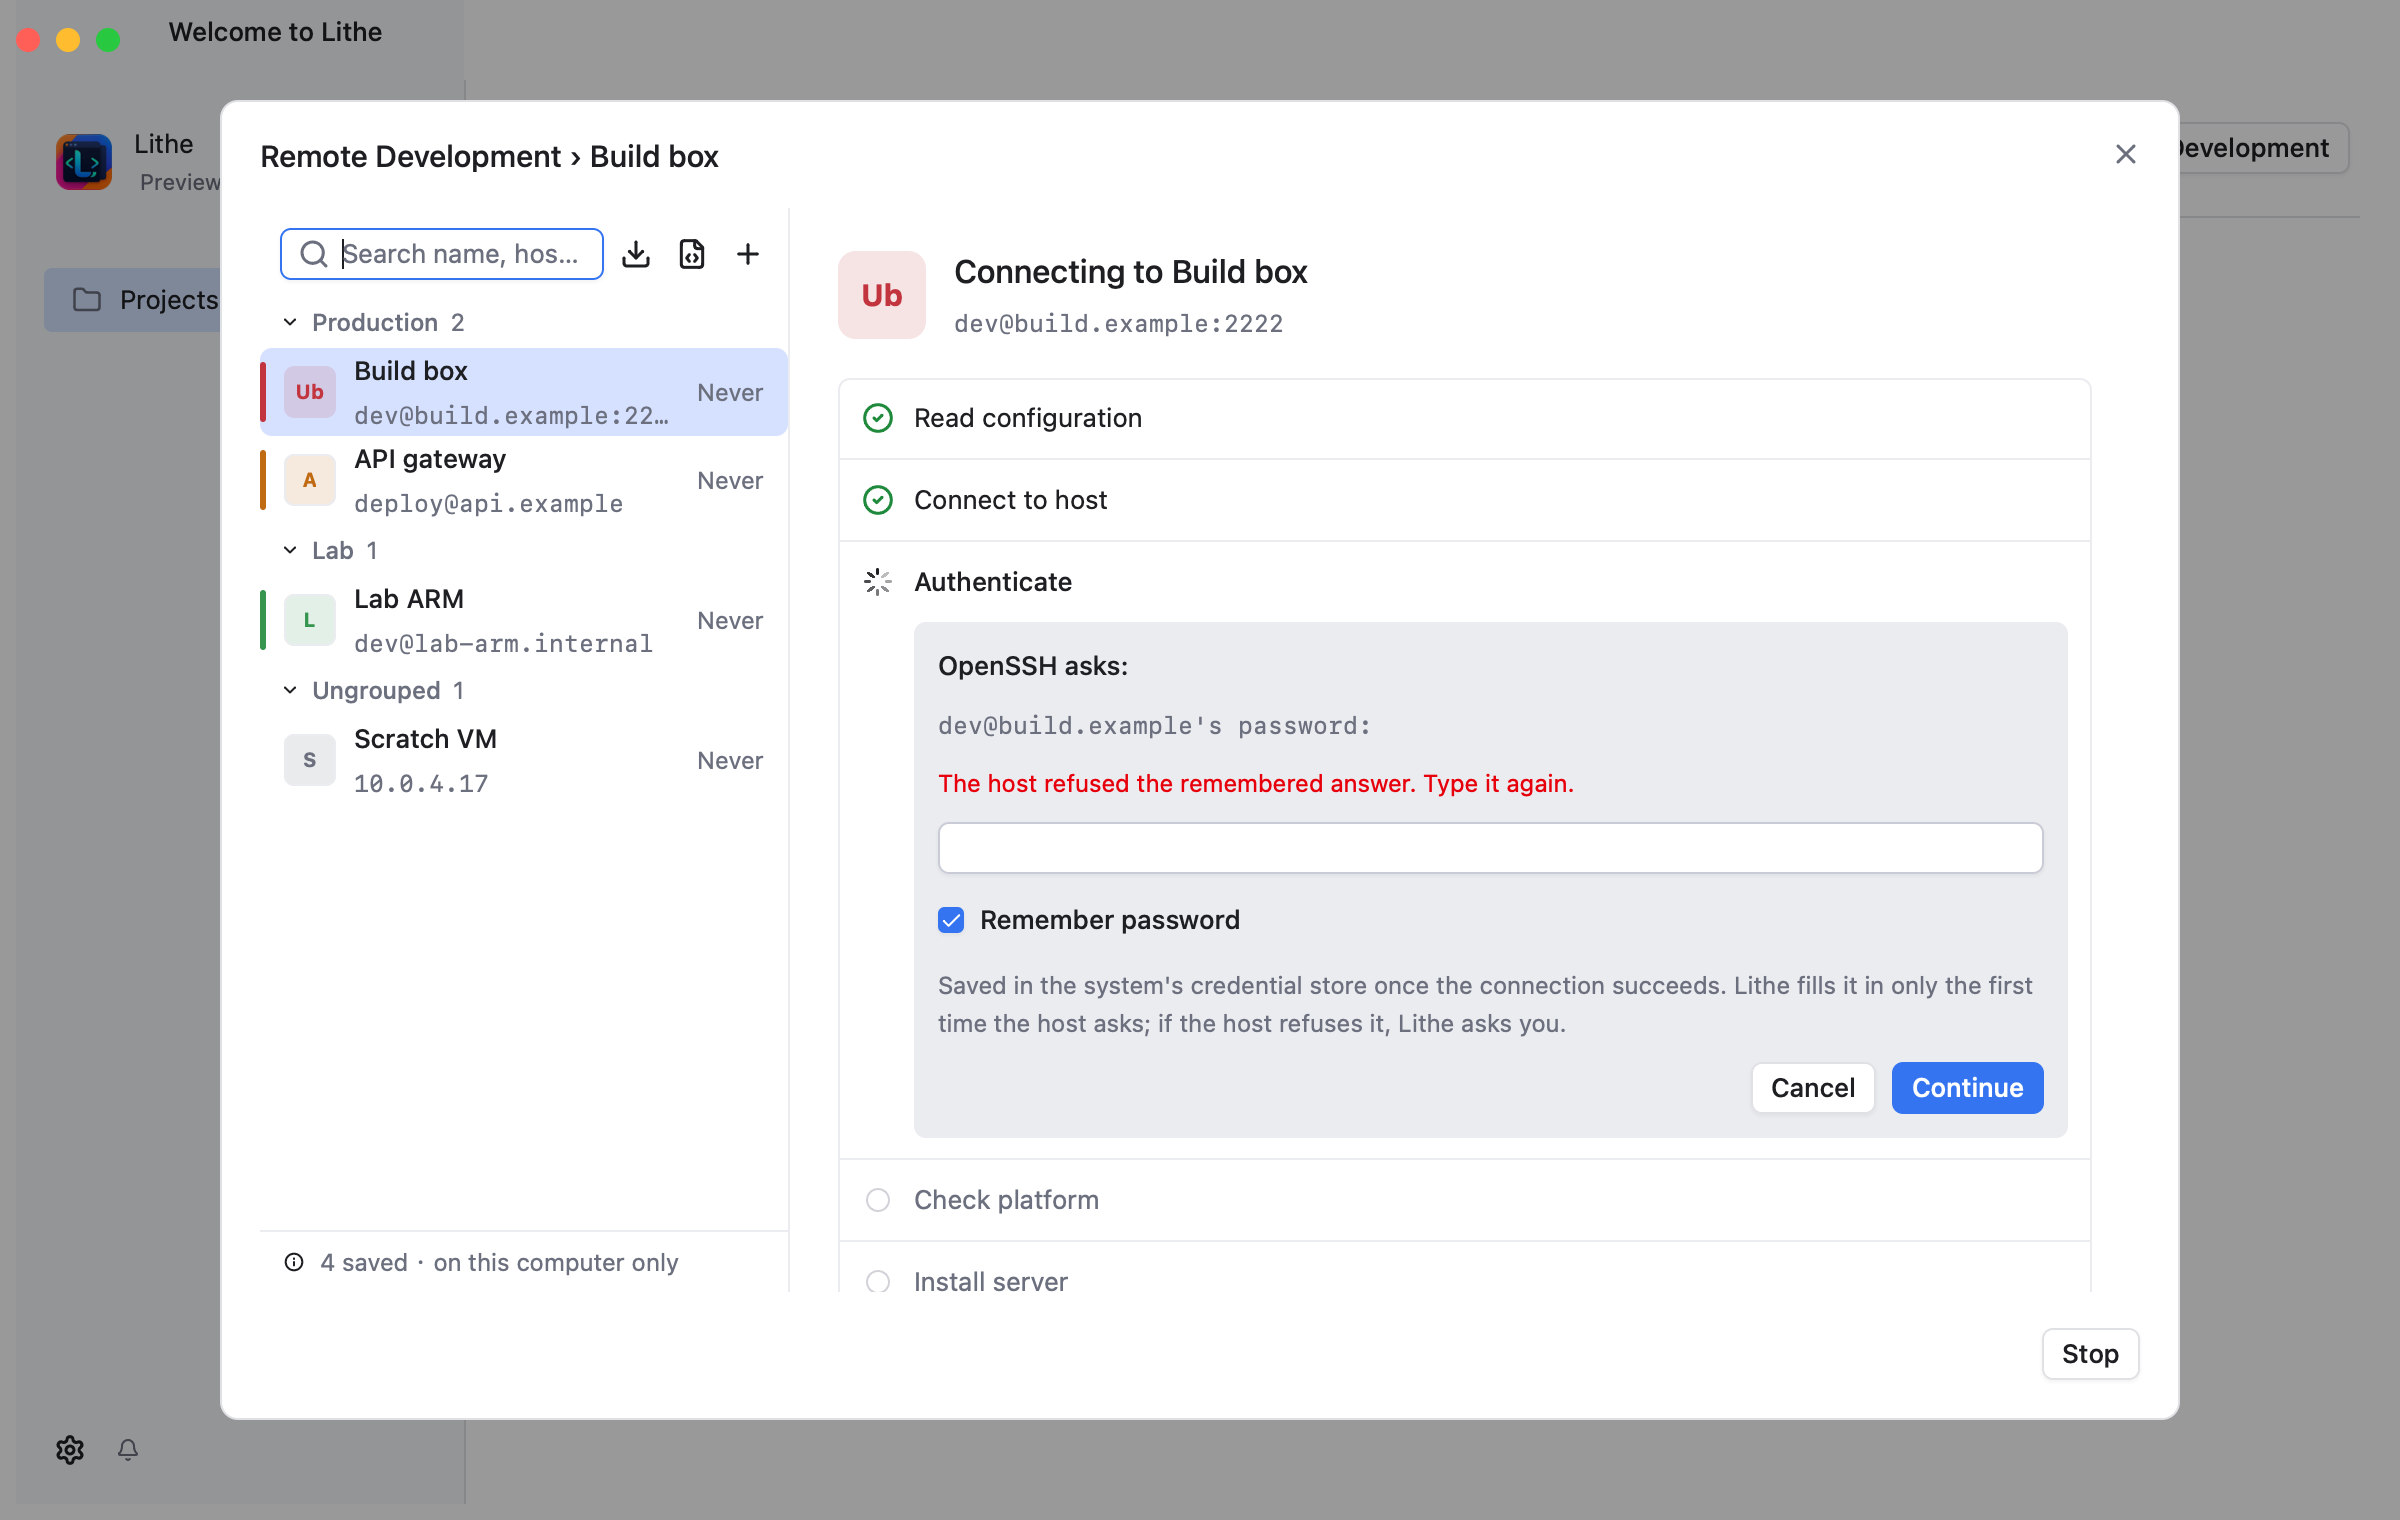 Welcome to Lithe
Lithe
Preview
Projects
Development
Remote Development › Build box
Search name, hos...
Production 2
Ub
Build box
dev@build.example:22…
Never
A
API gateway
deploy@api.example
Never
Lab 1
L
Lab ARM
dev@lab-arm.internal
Never
Ungrouped 1
S
Scratch VM
10.0.4.17
Never
4 saved · on this computer only
Ub
Connecting to Build box
dev@build.example:2222
Read configuration
Connect to host
Authenticate
OpenSSH asks:
dev@build.example's password:
The host refused the remembered answer. Type it again.
Remember password
Saved in the system's credential store once the connection succeeds. Lithe fills it in only the first
time the host asks; if the host refuses it, Lithe asks you.
Cancel
Continue
Check platform
Install server
Stop